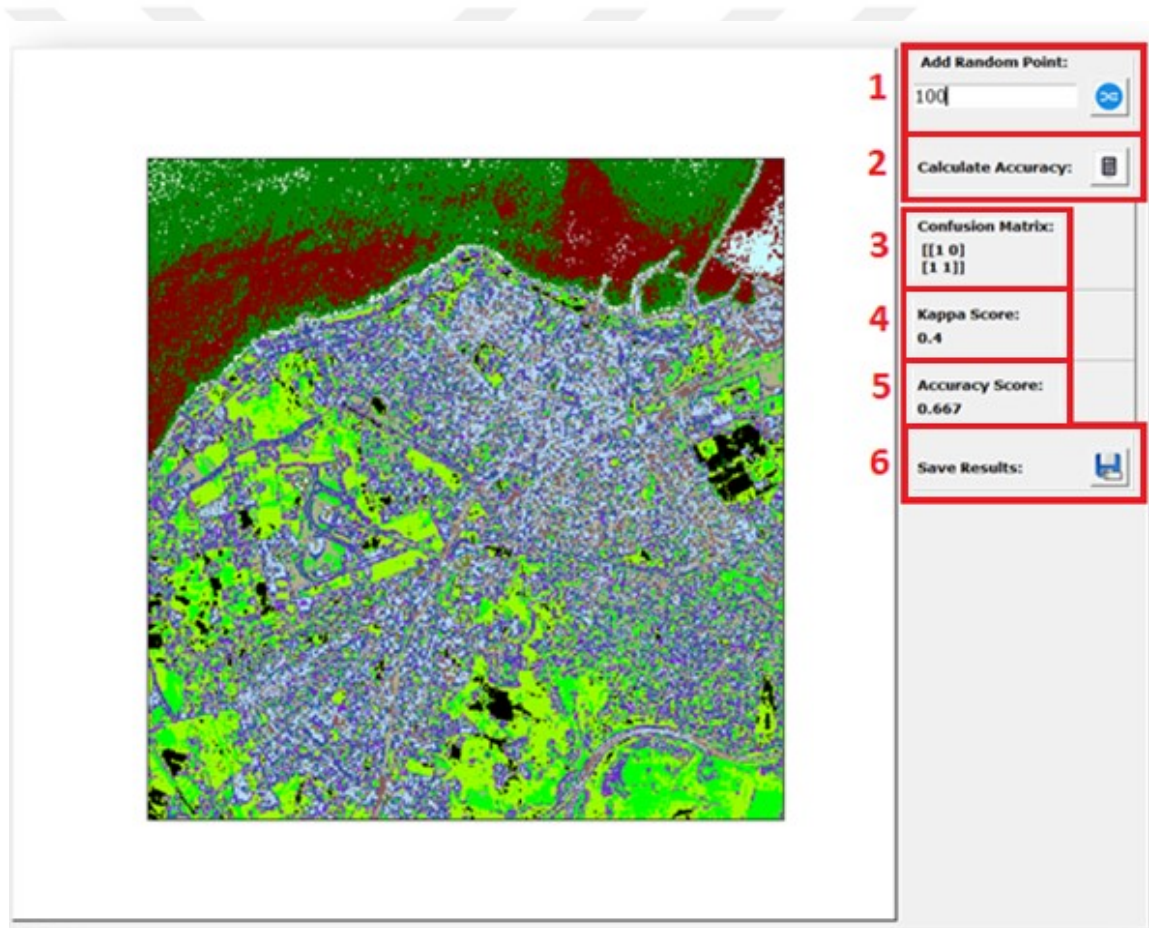 1
Add Random Point:
100
2
Calculate Accuracy:
3
Confusion Matrix:
[[1 0]
[1 1]]
4
Kappa Score:
0.4
5
Accuracy Score:
0.667
6
Save Results: